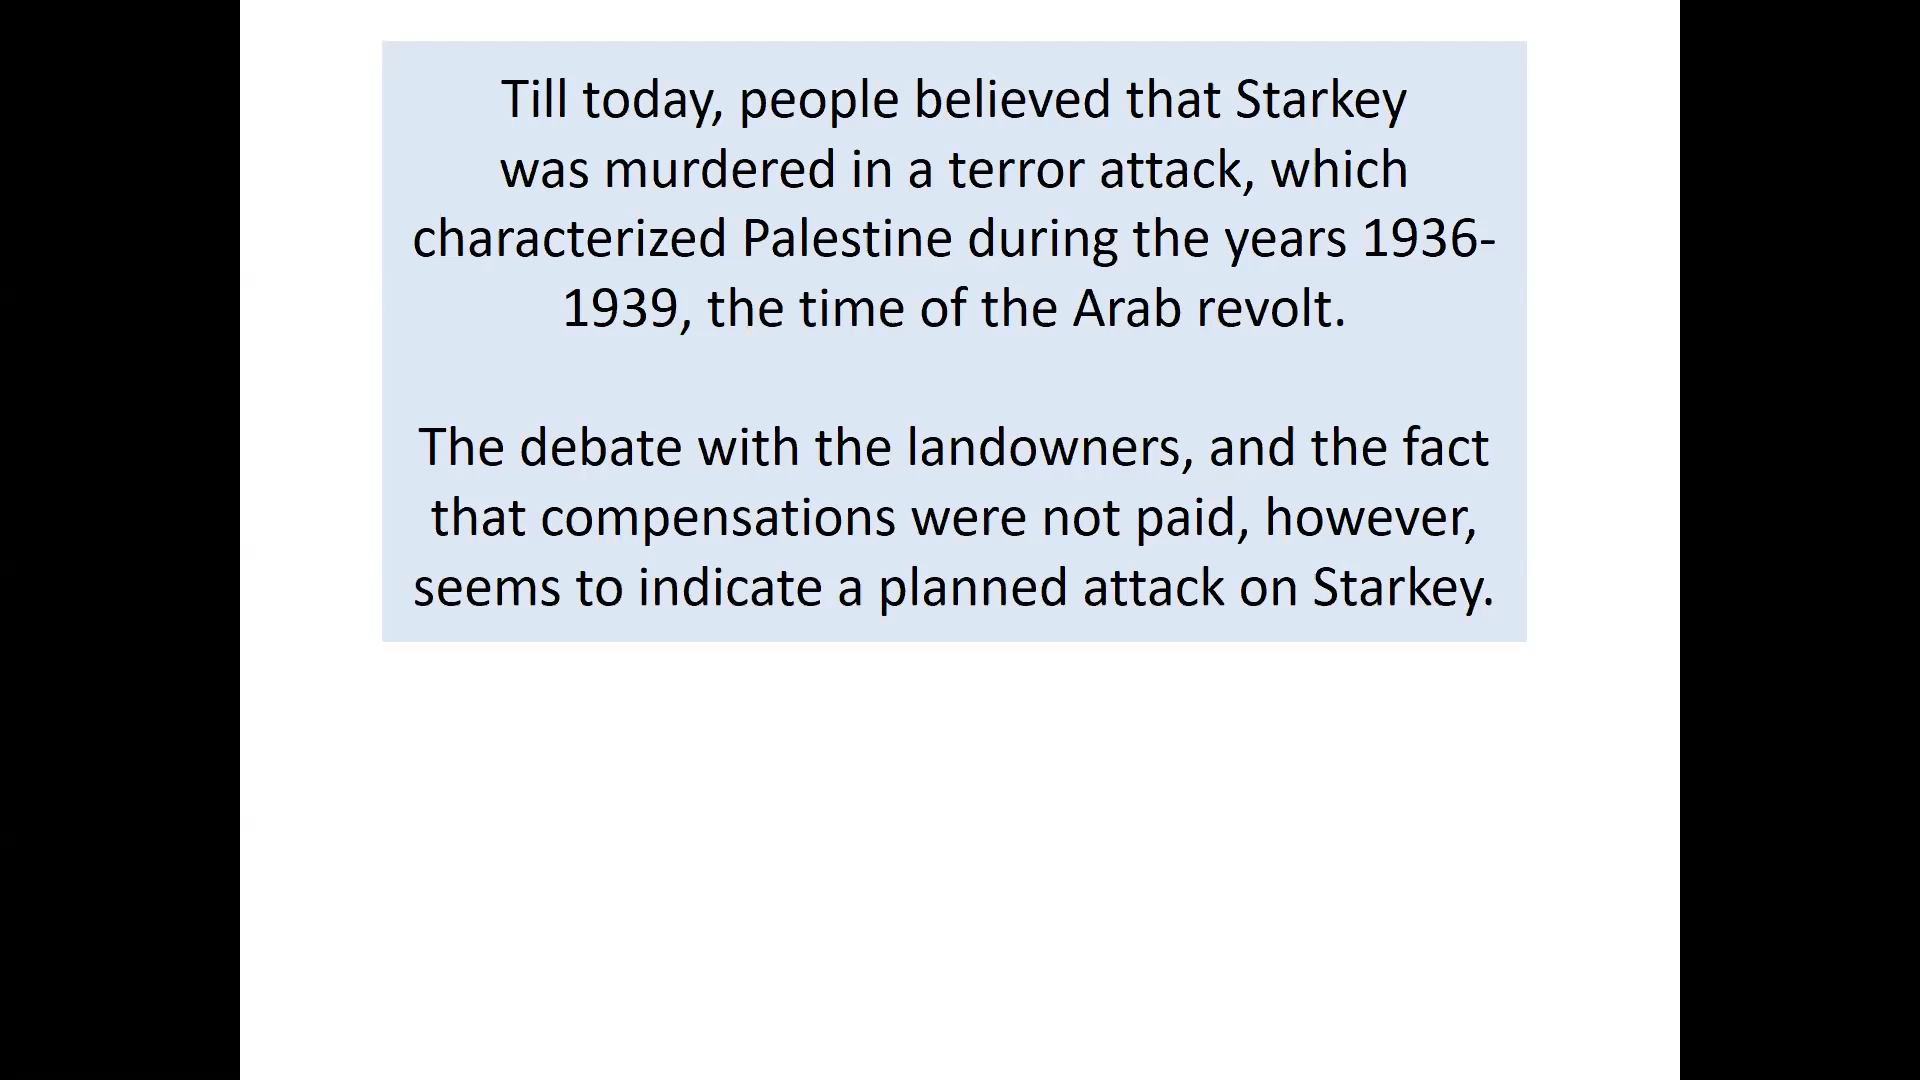 Till today, people believed that Starkey
was murdered in a terror attack, which
characterized Palestine during the years 1936-
1939, the time of the Arab revolt.
The debate with the landowners, and the fact
that compensations were not paid, however,
seems to indicate a planned attack on Starkey.